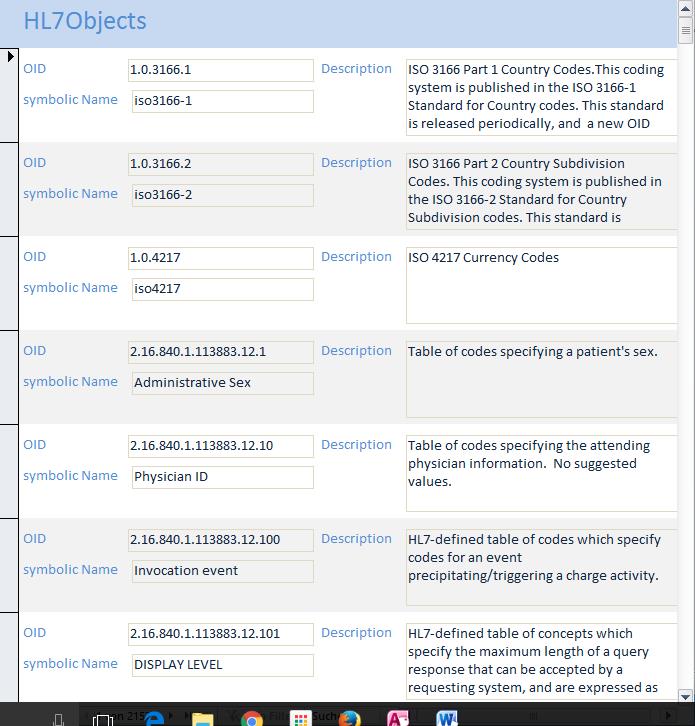 HL7Objects
OID 1.0.3166.1 Description ISO 3166 Part 1 Country Codes.This coding
system is published in the ISO 3166-1
symbolic Name iso3166-1 Standard for Country codes. This standard
is released periodically, and a new OID
OID 1.0.3166.2 Description ISO 3166 Part 2 Country Subdivision
Codes. This coding system is published in
symbolic Name iso3166-2 the ISO 3166-2 Standard for Country
Subdivision codes. This standard is
OID 1.0.4217 Description ISO 4217 Currency Codes
symbolic Name iso4217
OID 2.16.840.1.113883.12.1 Description Table of codes specifying a patient's sex.
symbolic Name Administrative Sex
OID 2.16.840.1.113883.12.10 Description Table of codes specifying the attending
physician information. No suggested
symbolic Name Physician ID values.
OID 2.16.840.1.113883.12.100 Description HL7-defined table of codes which specify
codes for an event
symbolic Name Invocation event precipitating/triggering a charge activity.
OID 2.16.840.1.113883.12.101 Description HL7-defined table of concepts which
specify the maximum length of a query
symbolic Name DISPLAY LEVEL response that can be accepted by a
requesting system, and are expressed as